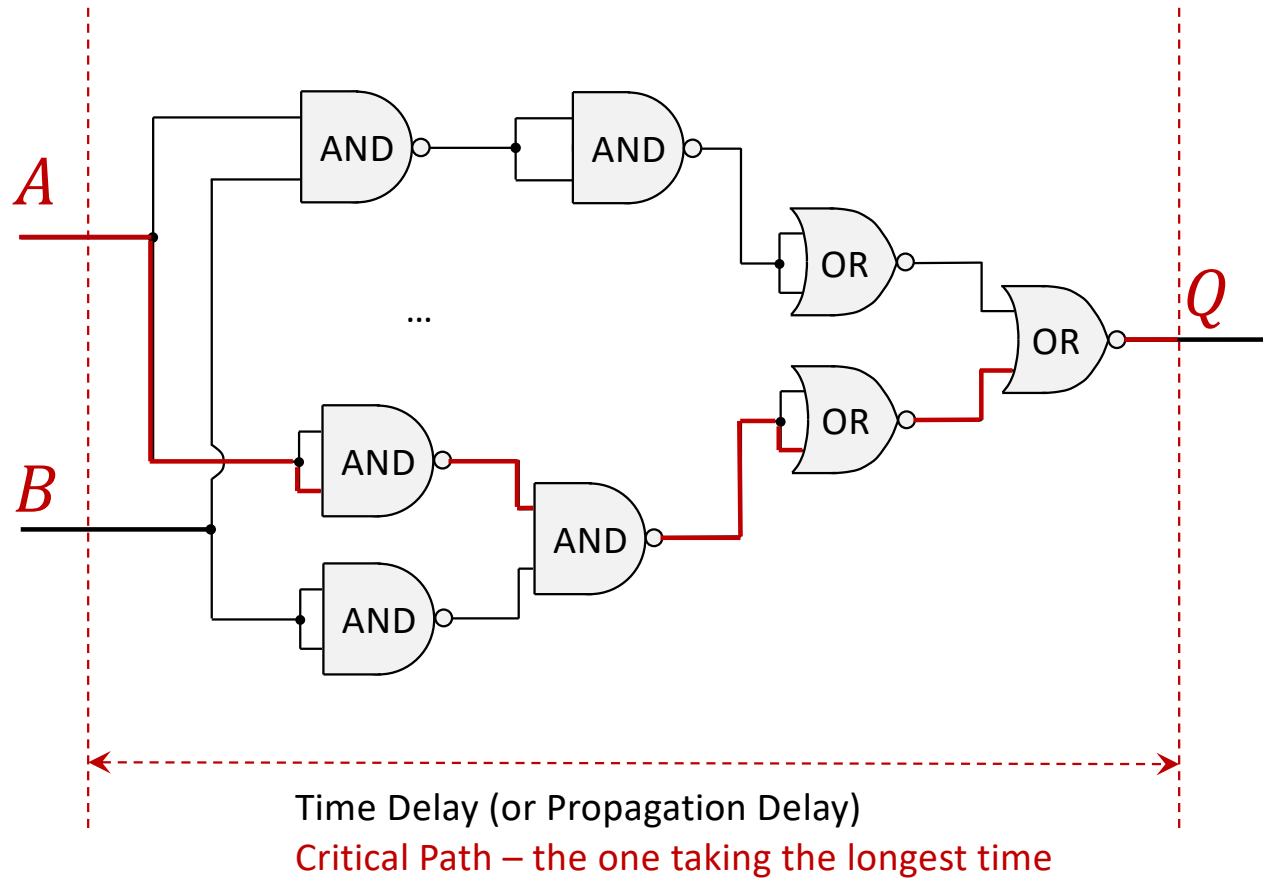 AND
AND
A
OR
Q
...
OR
AND
OR
B
AND
AND
Time Delay (or Propagation Delay)
Critical Path – the one taking the longest time